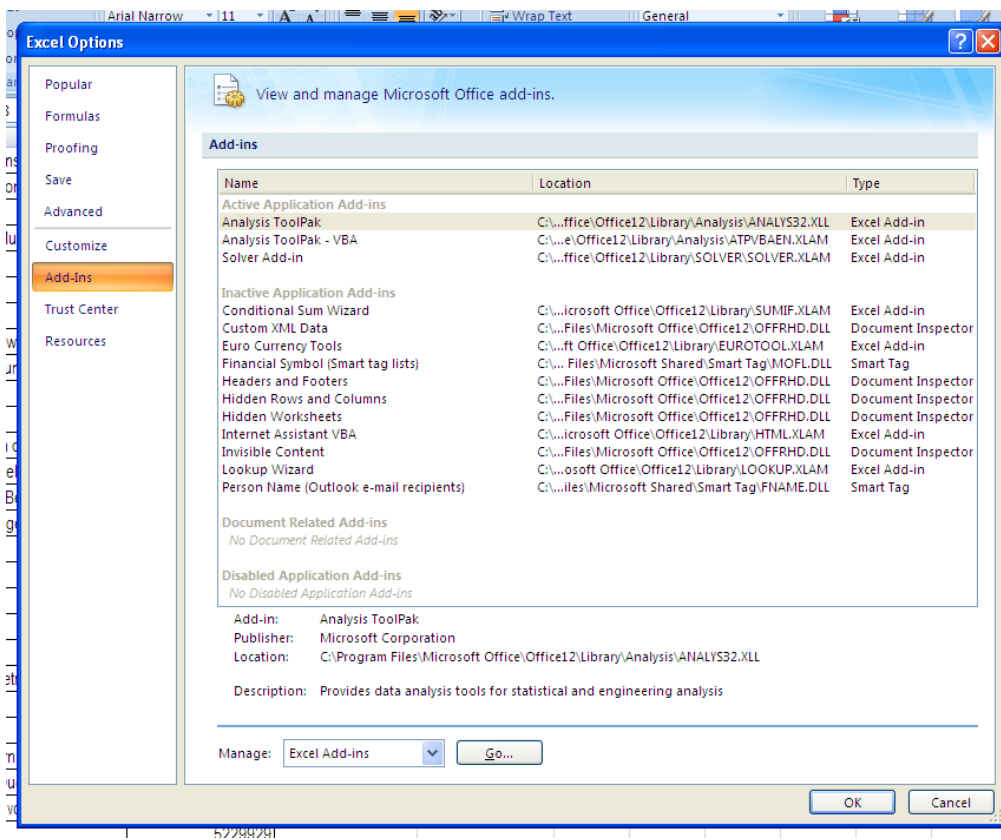 Arial Narrow 11 A A Wrap Text General
Excel Options
Popular
Formulas
Proofing
Save
Advanced
Customize
Add-Ins
Trust Center
Resources
View and manage Microsoft Office add-ins.
Add-ins
Name Location Type
Active Application Add-ins
Analysis ToolPak C:\...ffice\Office12\Library\Analysis\ANALYS32.XLL Excel Add-in
Analysis ToolPak - VBA C:\...e\Office12\Library\Analysis\ATPVBAEN.XLAM Excel Add-in
Solver Add-in C:\...ffice\Office12\Library\SOLVER\SOLVER.XLAM Excel Add-in
Inactive Application Add-ins
Conditional Sum Wizard C:\...icrosoft Office\Office12\Library\SUMIF.XLAM Excel Add-in
Custom XML Data C:\...Files\Microsoft Office\Office12\OFFRHD.DLL Document Inspector
Euro Currency Tools C:\...ft Office\Office12\Library\EUROTOOL.XLAM Excel Add-in
Financial Symbol (Smart tag lists) C:\... Files\Microsoft Shared\Smart Tag\MOFL.DLL Smart Tag
Headers and Footers C:\...Files\Microsoft Office\Office12\OFFRHD.DLL Document Inspector
Hidden Rows and Columns C:\...Files\Microsoft Office\Office12\OFFRHD.DLL Document Inspector
Hidden Worksheets C:\...Files\Microsoft Office\Office12\OFFRHD.DLL Document Inspector
Internet Assistant VBA C:\...icrosoft Office\Office12\Library\HTML.XLAM Excel Add-in
Invisible Content C:\...Files\Microsoft Office\Office12\OFFRHD.DLL Document Inspector
Lookup Wizard C:\...osoft Office\Office12\Library\LOOKUP.XLAM Excel Add-in
Person Name (Outlook e-mail recipients) C:\...iles\Microsoft Shared\Smart Tag\FNAME.DLL Smart Tag
Document Related Add-ins
No Document Related Add-ins
Disabled Application Add-ins
No Disabled Application Add-ins
Add-in: Analysis ToolPak
Publisher: Microsoft Corporation
Location: C:\Program Files\Microsoft Office\Office12\Library\Analysis\ANALYS32.XLL
Description: Provides data analysis tools for statistical and engineering analysis
Manage: Excel Add-ins Go...
OK Cancel
5229929